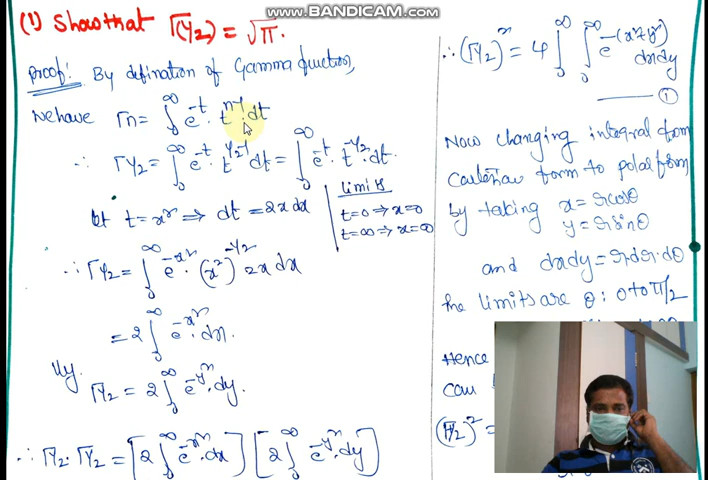 www.BANDICAM.com
(1) Show that Γ(1/2) = √π.
Proof: By defination of Gamma function,
We have Γn = ∫₀^∞ e^-t . t^n-1 . dt
∴ Γ1/2 = ∫₀^∞ e^-t . t^1/2-1 dt = ∫₀^∞ e^-t . t^-1/2 . dt.
let t = x² ⇒ dt = 2x dx
limits
t=0 ⇒ x=0
t=∞ ⇒ x=∞
∴ Γ1/2 = ∫₀^∞ e^-x² . (x²)^-1/2 2x dx
= 2 ∫₀^∞ e^-x² . dx.
lly
Γ1/2 = 2 ∫₀^∞ e^-y² . dy.
∴ Γ1/2 . Γ1/2 = [2 ∫₀^∞ e^-x² . dx] [2 ∫₀^∞ e^-y² . dy]
∴ (Γ1/2)² = 4 ∫₀^∞ ∫₀^∞ e^-(x²+y²) dxdy
— ①
Now changing integral from
Cartesian form to polar form
by taking x = r cosθ
y = r sinθ
and dxdy = r dr . dθ
The limits are θ : 0 to π/2
Hence
can
(Γ1/2)² =